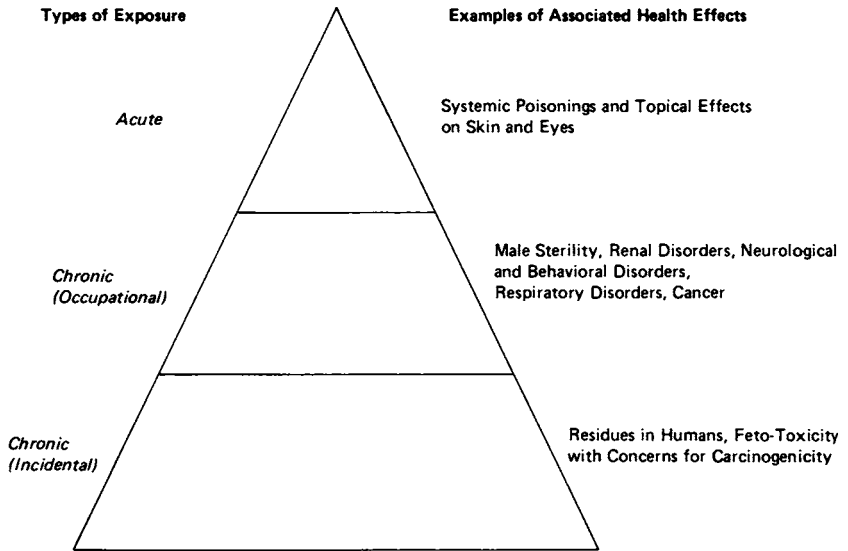 Types of Exposure
Examples of Associated Health Effects
Acute
Systemic Poisonings and Topical Effects
on Skin and Eyes
Chronic
(Occupational)
Male Sterility, Renal Disorders, Neurological
and Behavioral Disorders,
Respiratory Disorders, Cancer
Chronic
(Incidental)
Residues in Humans, Feto-Toxicity
with Concerns for Carcinogenicity